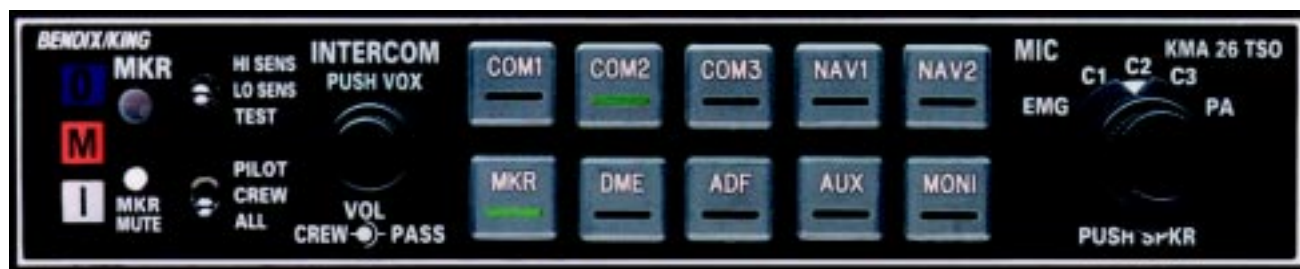 BENDIX/KING
O
MKR
HI SENS
LO SENS
TEST
INTERCOM
PUSH VOX
COM1
COM2
COM3
NAV1
NAV2
MIC
KMA 26 TSO
EMG
C1
C2
C3
PA
M
I
MKR
MUTE
PILOT
CREW
ALL
VOL
CREW PASS
MKR
DME
ADF
AUX
MONI
PUSH SPKR